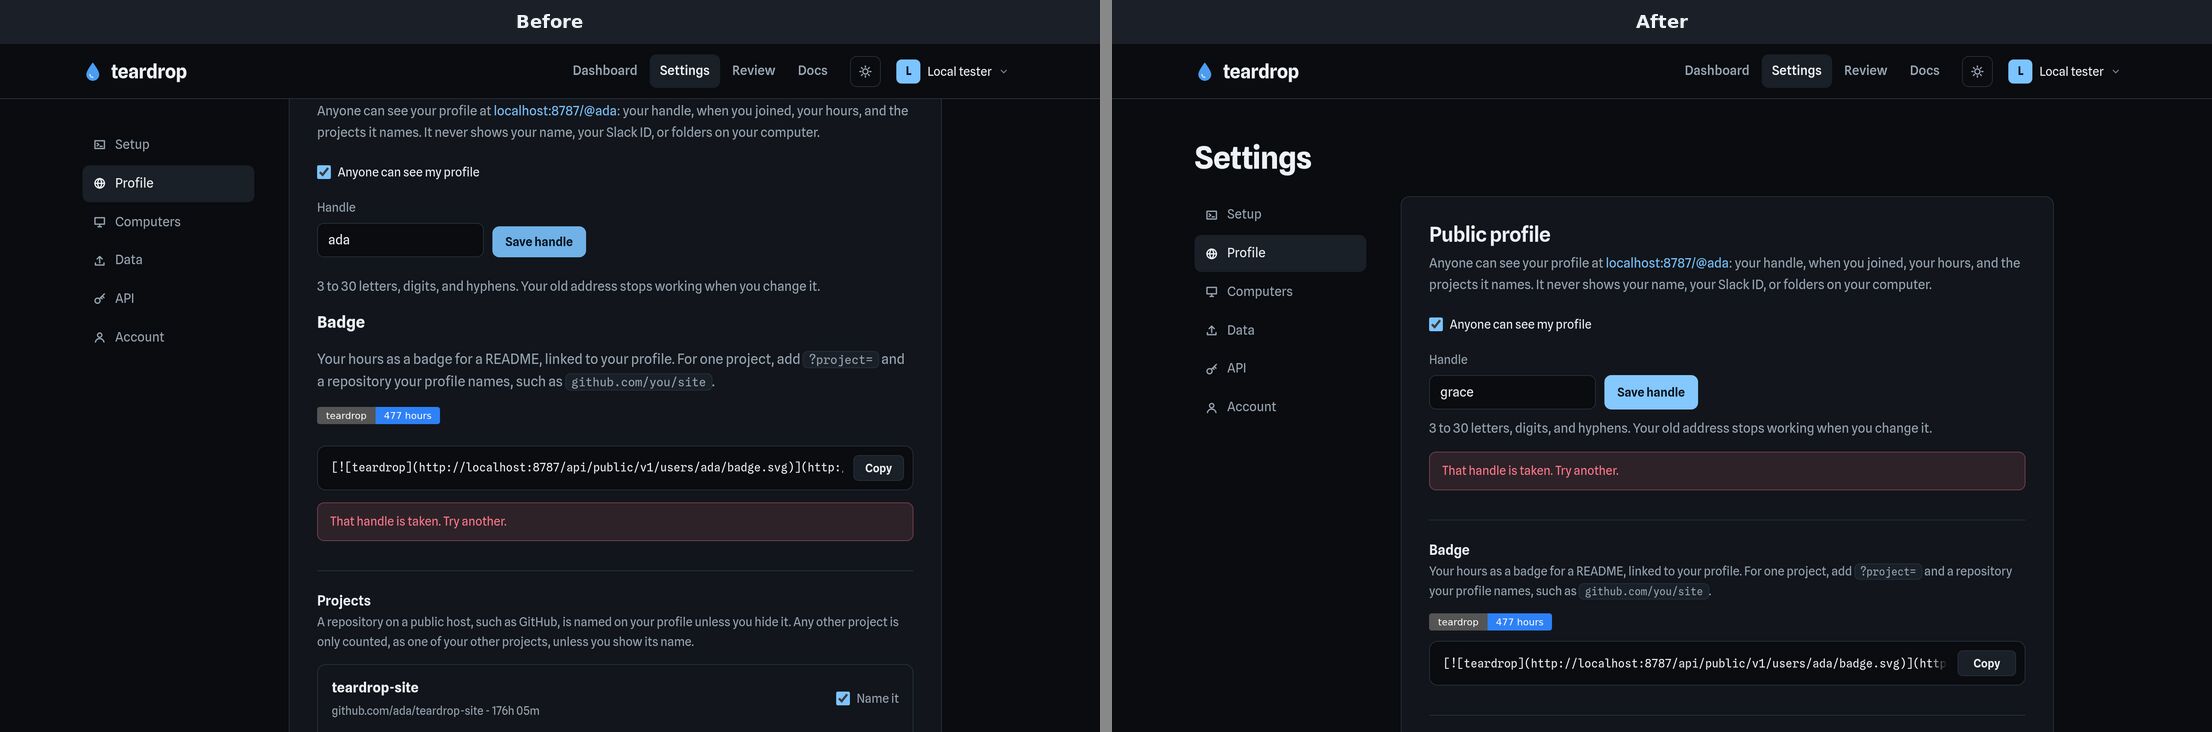 Before
teardrop
Dashboard Settings Review Docs L Local tester
Setup
Profile
Computers
Data
API
Account
Anyone can see your profile at localhost:8787/@ada: your handle, when you joined, your hours, and the
projects it names. It never shows your name, your Slack ID, or folders on your computer.
Anyone can see my profile
Handle
ada Save handle
3 to 30 letters, digits, and hyphens. Your old address stops working when you change it.
Badge
Your hours as a badge for a README, linked to your profile. For one project, add ?project= and
a repository your profile names, such as github.com/you/site.
teardrop 477 hours
[![teardrop](http://localhost:8787/api/public/v1/users/ada/badge.svg)](http: Copy
That handle is taken. Try another.
Projects
A repository on a public host, such as GitHub, is named on your profile unless you hide it. Any other project is
only counted, as one of your other projects, unless you show its name.
teardrop-site
github.com/ada/teardrop-site - 176h 05m
Name it
After
teardrop
Dashboard Settings Review Docs L Local tester
Settings
Setup
Profile
Computers
Data
API
Account
Public profile
Anyone can see your profile at localhost:8787/@ada: your handle, when you joined, your hours, and the
projects it names. It never shows your name, your Slack ID, or folders on your computer.
Anyone can see my profile
Handle
grace Save handle
3 to 30 letters, digits, and hyphens. Your old address stops working when you change it.
That handle is taken. Try another.
Badge
Your hours as a badge for a README, linked to your profile. For one project, add ?project= and a repository
your profile names, such as github.com/you/site.
teardrop 477 hours
[![teardrop](http://localhost:8787/api/public/v1/users/ada/badge.svg)](http Copy